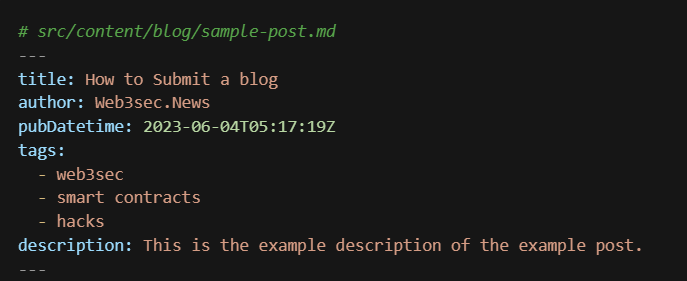 # src/content/blog/sample-post.md
---
title: How to Submit a blog
author: Web3sec.News
pubDatetime: 2023-06-04T05:17:19Z
tags:
  - web3sec
  - smart contracts
  - hacks
description: This is the example description of the example post.
---